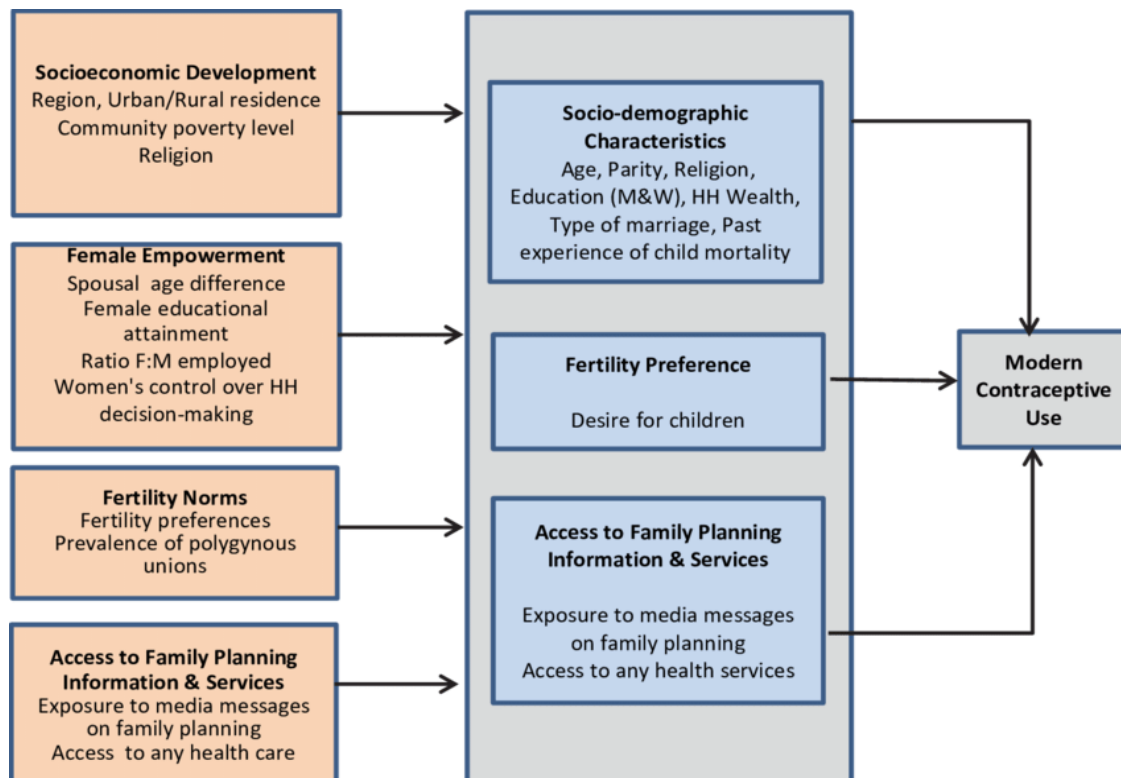 Socioeconomic Development
Region, Urban/Rural residence
Community poverty level
Religion
Female Empowerment
Spousal age difference
Female educational
attainment
Ratio F:M employed
Women's control over HH
decision-making
Fertility Norms
Fertility preferences
Prevalence of polygynous
unions
Access to Family Planning
Information & Services
Exposure to media messages
on family planning
Access to any health care
Socio-demographic
Characteristics
Age, Parity, Religion,
Education (M&W), HH Wealth,
Type of marriage, Past
experience of child mortality
Fertility Preference
Desire for children
Access to Family Planning
Information & Services
Exposure to media messages
on family planning
Access to any health services
Modern
Contraceptive
Use